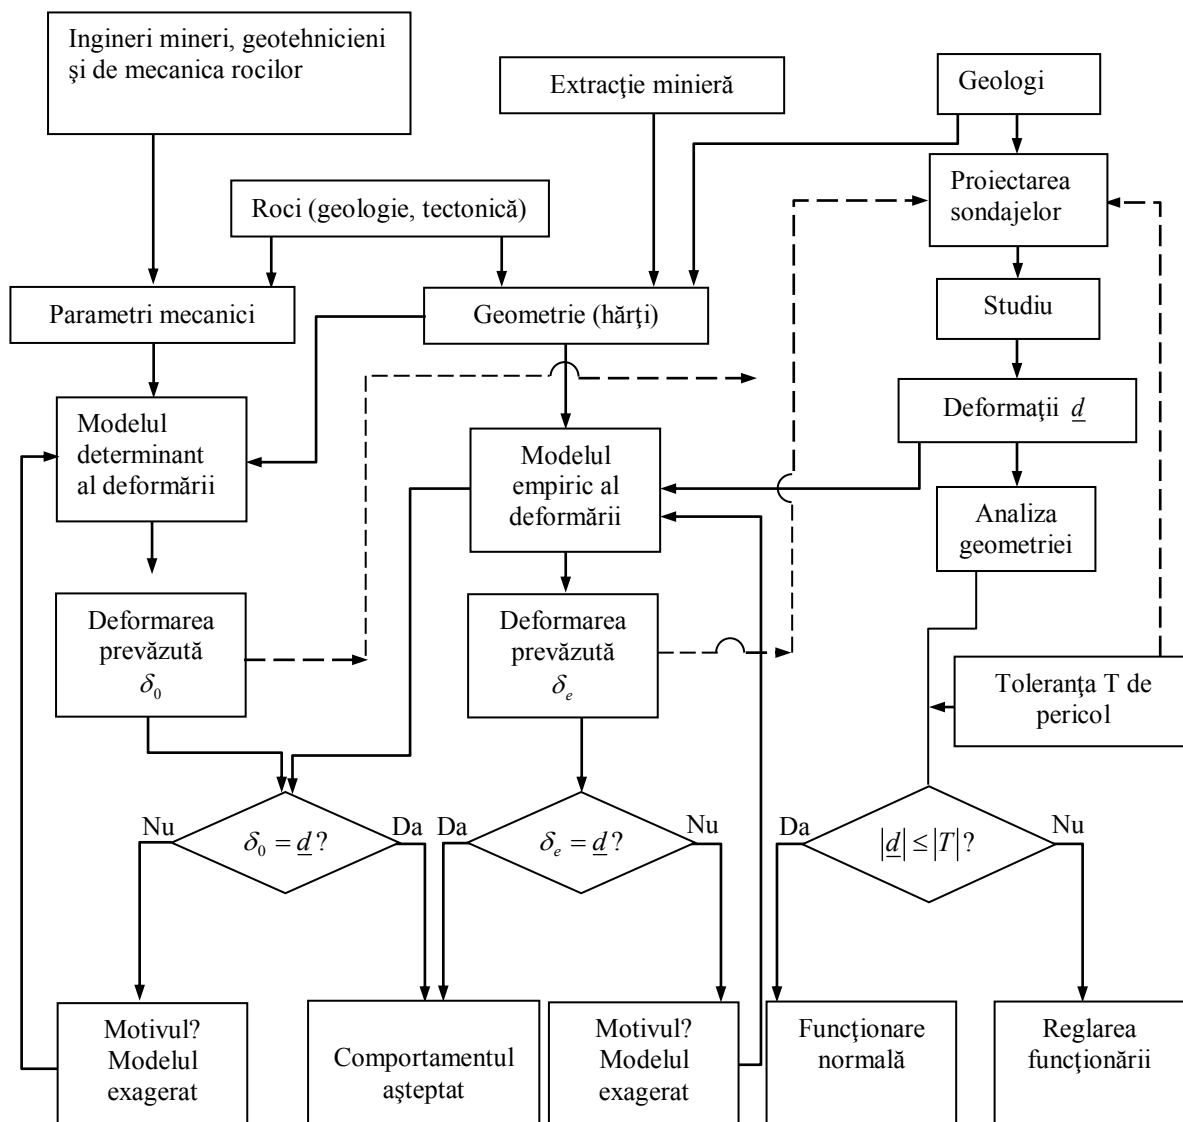 Ingineri mineri, geotehnicieni
şi de mecanica rocilor
Extracţie minieră
Geologi
Roci (geologie, tectonică)
Proiectarea
sondajelor
Parametri mecanici
Geometrie (hărţi)
Studiu
Modelul
determinant
al deformării
Modelul
empiric al
deformării
Deformaţii d
Analiza
geometriei
Deformarea
prevăzută
δ₀
Deformarea
prevăzută
δₑ
Toleranţa T de
pericol
Nu
δ₀ = d ?
Da
Da
δₑ = d ?
Nu
Da
|d| ≤ |T| ?
Nu
Motivul?
Modelul
exagerat
Comportamentul
aşteptat
Motivul?
Modelul
exagerat
Funcţionare
normală
Reglarea
funcţionării